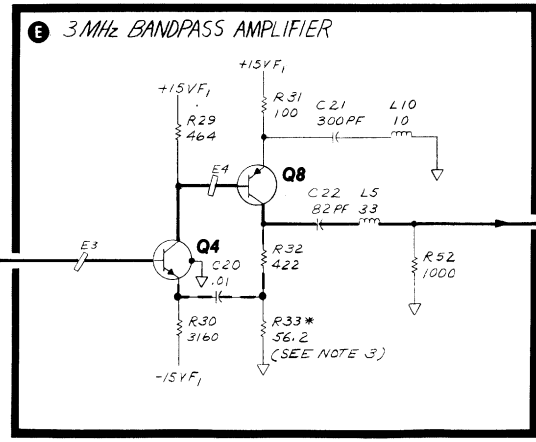 E 3MHz BANDPASS AMPLIFIER
+15VF1
+15VF1
R31
100
C21
300PF
L10
10
R29
464
E4
Q8
C22
82PF
L5
33
E3
Q4
C20
.01
R32
422
R52
1000
R30
3160
R33*
56.2
(SEE NOTE 3)
-15VF1